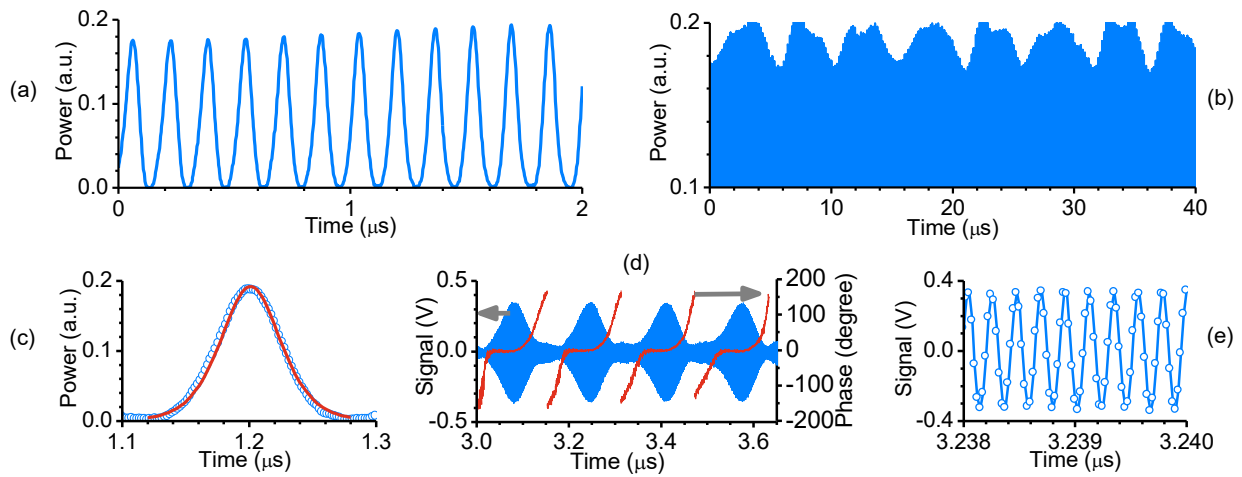 (a)
Power (a.u.)
0.2
0.1
0.0
0
1
2
Time (μs)
Power (a.u.)
0.2
0.1
0
10
20
30
40
Time (μs)
(b)
(c)
Power (a.u.)
0.2
0.1
0.0
1.1
1.2
1.3
Time (μs)
(d)
Signal (V)
0.5
0.0
-0.5
3.0
3.2
3.4
3.6
Time (μs)
200
100
0
-100
-200
Phase (degree)
Signal (V)
0.4
0.0
-0.4
3.238
3.239
3.240
Time (μs)
(e)